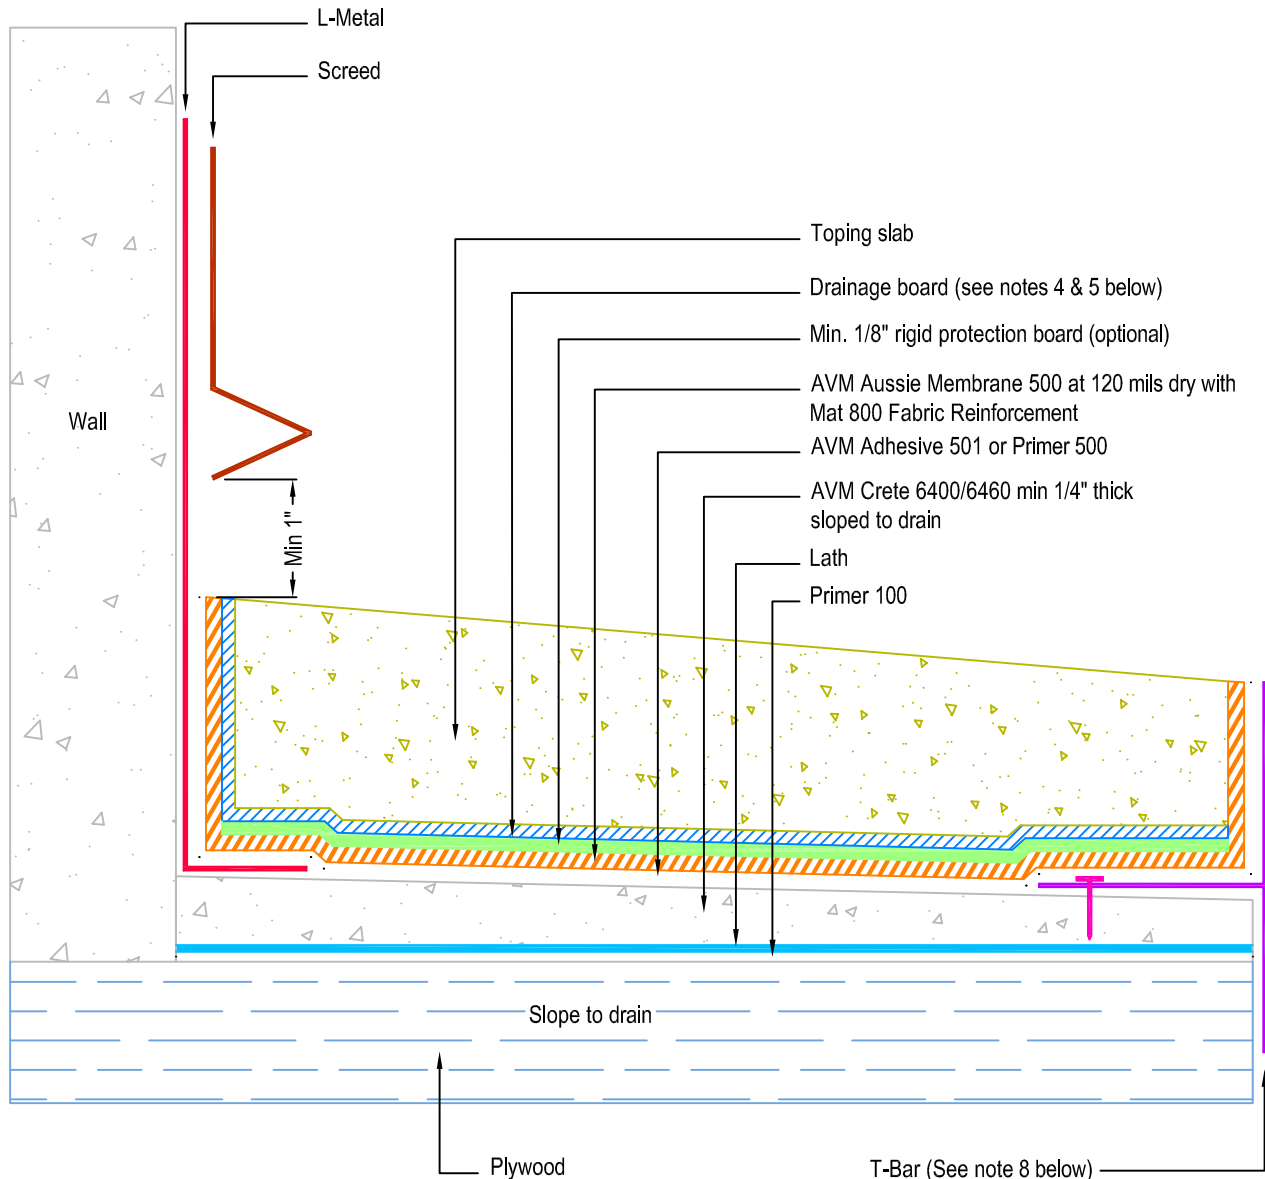 L-Metal
Screed
Toping slab
Drainage board (see notes 4 & 5 below)
Min. 1/8" rigid protection board (optional)
AVM Aussie Membrane 500 at 120 mils dry with
Mat 800 Fabric Reinforcement
Wall
AVM Adhesive 501 or Primer 500
AVM Crete 6400/6460 min 1/4" thick
sloped to drain
Min 1"
Lath
Primer 100
Slope to drain
Plywood
T-Bar (See note 8 below)